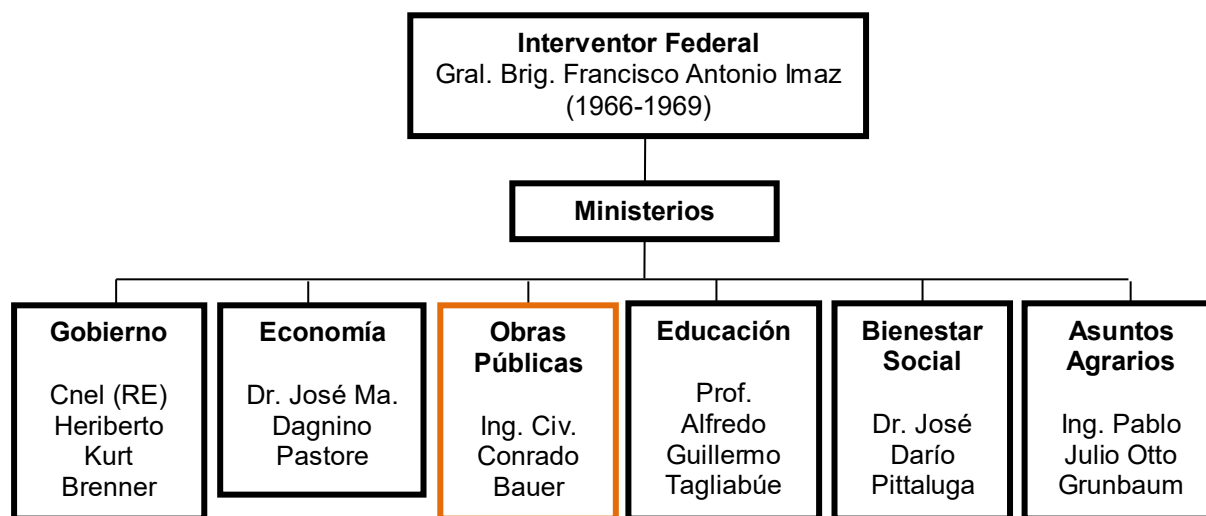 Interventor Federal
Gral. Brig. Francisco Antonio Imaz
(1966-1969)
Ministerios
Gobierno
Cnel (RE)
Heriberto
Kurt
Brenner
Economía
Dr. José Ma.
Dagnino
Pastore
Obras
Públicas
Ing. Civ.
Conrado
Bauer
Educación
Prof.
Alfredo
Guillermo
Tagliabúe
Bienestar
Social
Dr. José
Darío
Pittaluga
Asuntos
Agrarios
Ing. Pablo
Julio Otto
Grunbaum